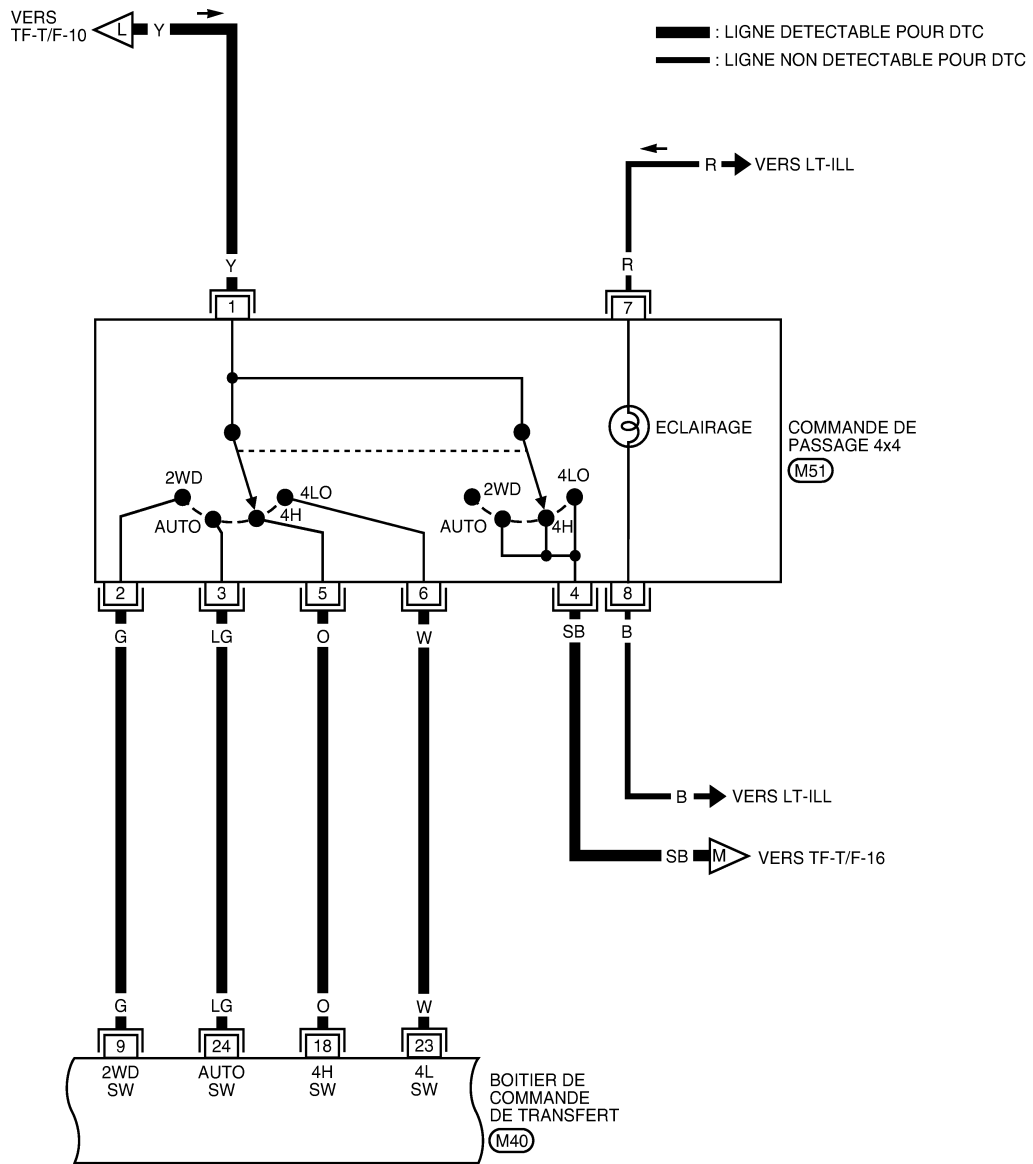 VERS
TF-T/F-10
L
Y
: LIGNE DETECTABLE POUR DTC
: LIGNE NON DETECTABLE POUR DTC
R
VERS LT-ILL
Y
R
1
7
ECLAIRAGE
COMMANDE DE
PASSAGE 4x4
M51
2WD
4LO
AUTO
4H
2WD
4LO
AUTO
4H
2
3
5
6
4
8
G
LG
O
W
SB
B
B
VERS LT-ILL
SB
M
VERS TF-T/F-16
G
LG
O
W
9
24
18
23
2WD
SW
AUTO
SW
4H
SW
4L
SW
BOITIER DE
COMMANDE
DE TRANSFERT
M40